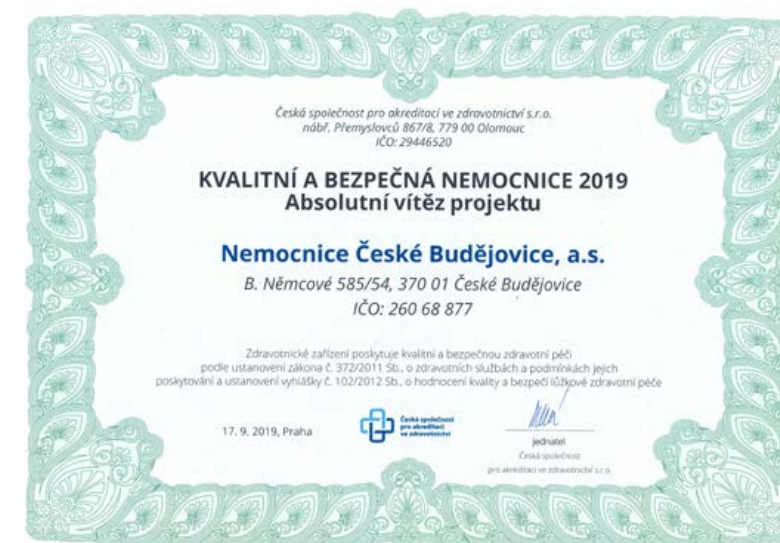 Česká společnost pro akreditaci ve zdravotnictví s.r.o.
nábř. Přemyslovců 867/8, 779 00 Olomouc
IČO: 29446520
KVALITNÍ A BEZPEČNÁ NEMOCNICE 2019
Absolutní vítěz projektu
Nemocnice České Budějovice, a.s.
B. Němcové 585/54, 370 01 České Budějovice
IČO: 260 68 877
Zdravotnické zařízení poskytuje kvalitní a bezpečnou zdravotní péči
podle ustanovení zákona č. 372/2011 Sb., o zdravotních službách a podmínkách jejich
poskytování a ustanovení vyhlášky č. 102/2012 Sb., o hodnocení kvality a bezpečí lůžkové zdravotní péče
17. 9. 2019, Praha
Česká společnost
pro akreditaci
ve zdravotnictví
jednatel
Česká společnost
pro akreditaci ve zdravotnictví s.r.o.